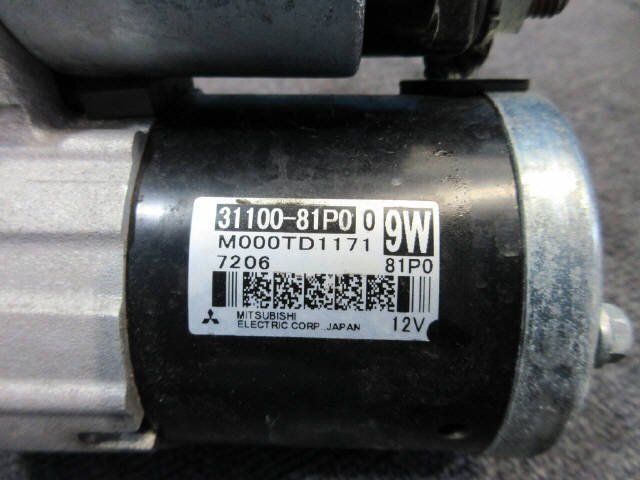 31100-81P0 0 9W
M000TD1171
7206 81P0
MITSUBISHI
ELECTRIC CORP. JAPAN 12V